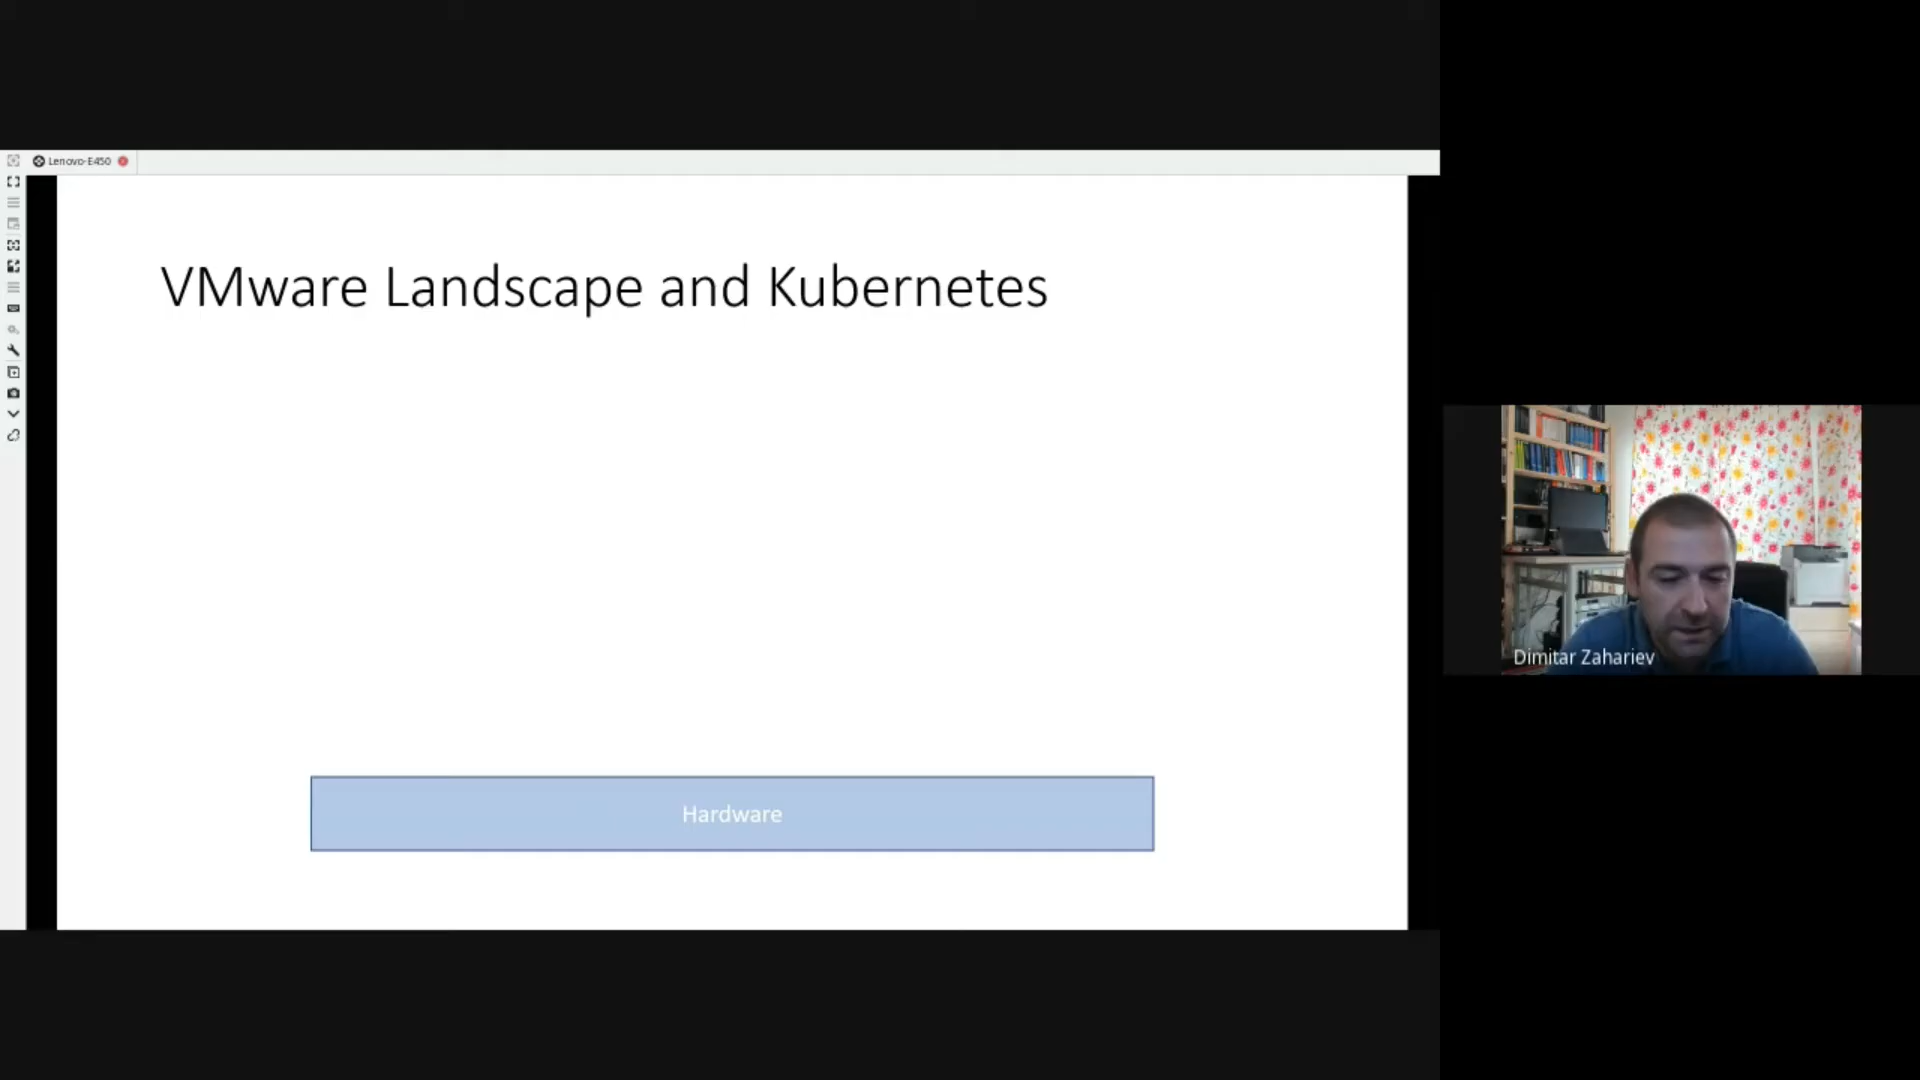 Lenovo-E450
VMware Landscape and Kubernetes
Hardware
Dimitar Zahariev